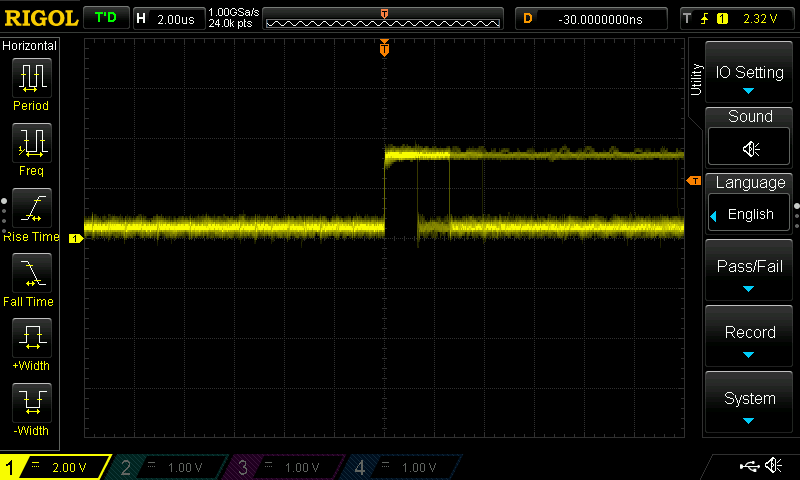 RIGOL T'D H 2.00us 1.00GSa/s 24.0k pts T D -30.0000000ns T 1 2.32 V
Horizontal
Period
Freq
Rise Time
Fall Time
+Width
-Width
T
T
1
Utility
IO Setting
Sound
Language
English
Pass/Fail
Record
System
1 2.00 V 2 1.00 V 3 1.00 V 4 1.00 V